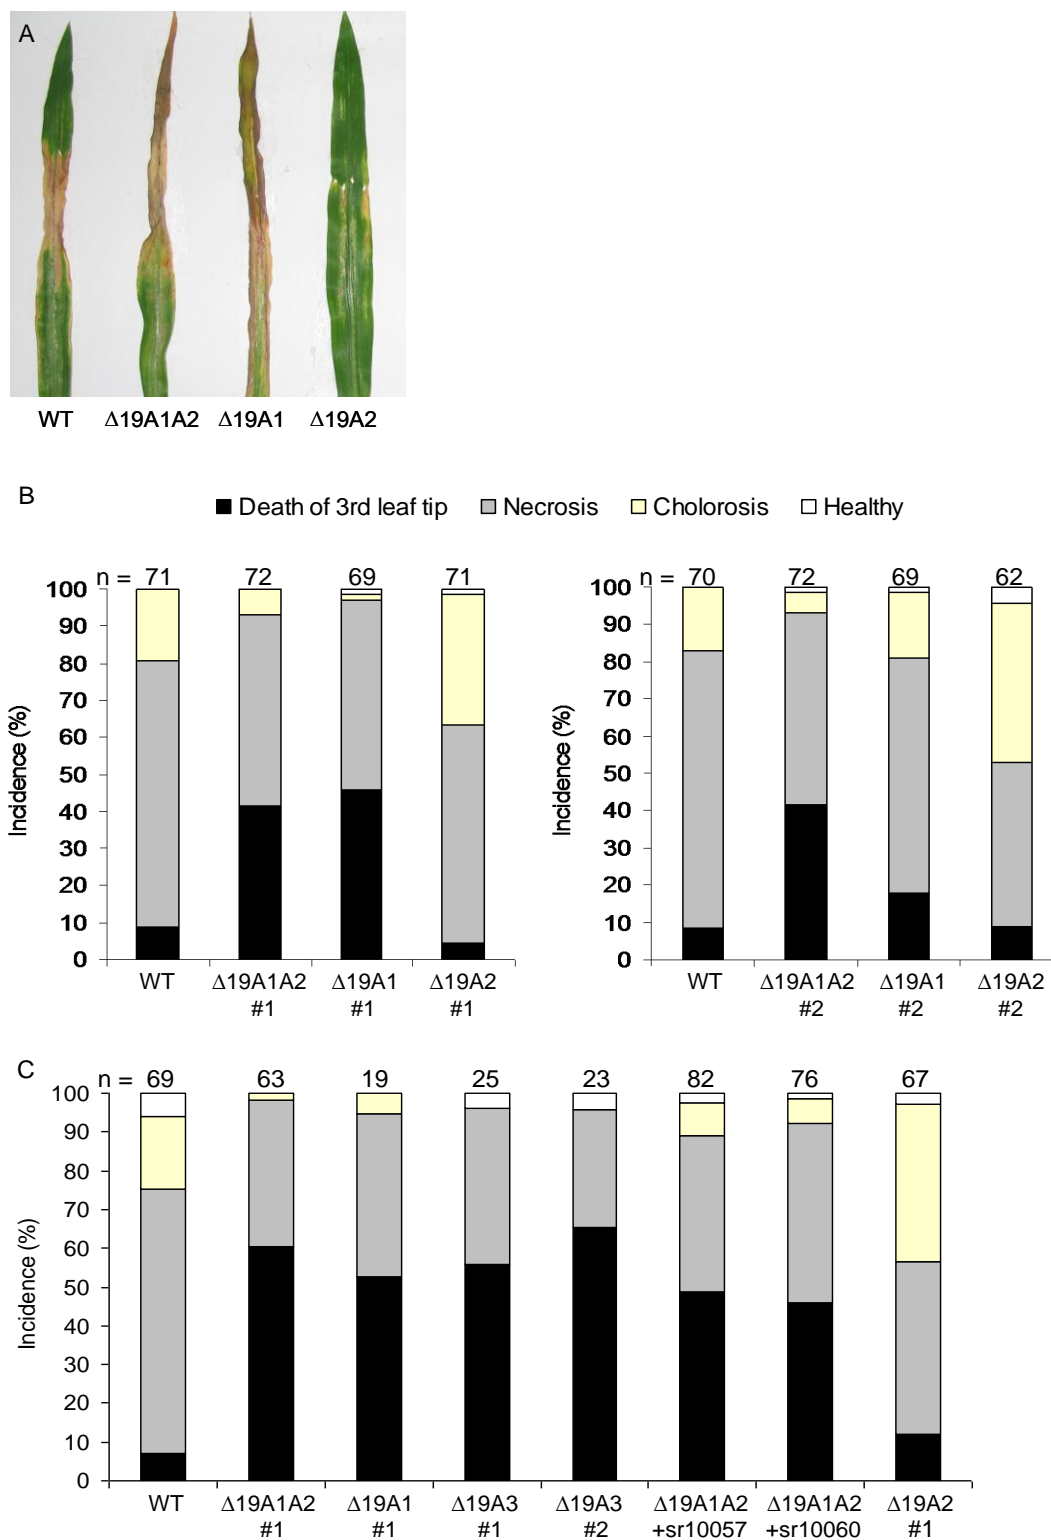 A
WT Δ19A1A2 Δ19A1 Δ19A2
B
Death of 3rd leaf tip Necrosis Cholorosis Healthy
n = 71 72 69 71
100
90
80
70
60
50
40
30
20
10
0
Incidence (%)
WT Δ19A1A2 Δ19A1 Δ19A2
#1 #1 #1
n = 70 72 69 62
100
90
80
70
60
50
40
30
20
10
0
Incidence (%)
WT Δ19A1A2 Δ19A1 Δ19A2
#2 #2 #2
C
n = 69 63 19 25 23 82 76 67
100
90
80
70
60
50
40
30
20
10
0
Incidence (%)
WT Δ19A1A2 Δ19A1 Δ19A3 Δ19A3 Δ19A1A2 Δ19A1A2 Δ19A2
#1 #1 #1 #2 +sr10057 +sr10060 #1